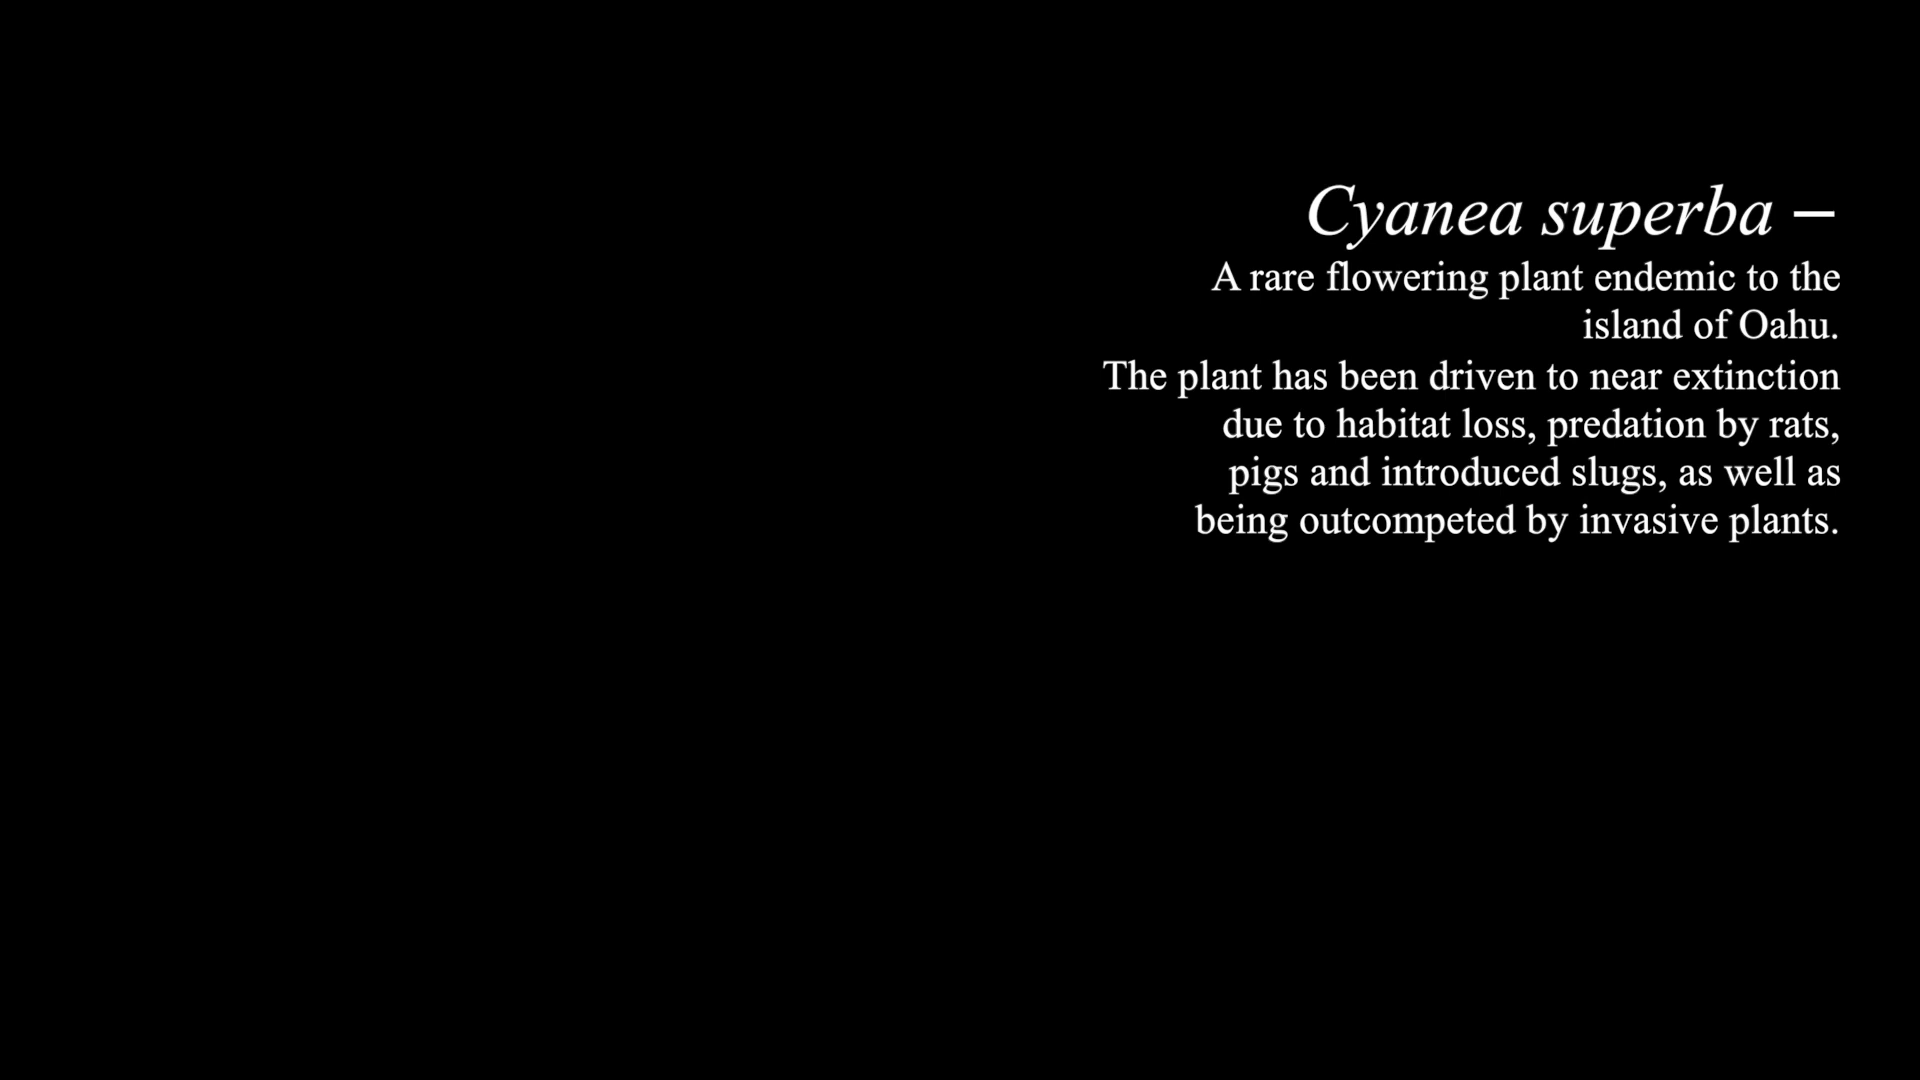 Cyanea superba –
A rare flowering plant endemic to the
island of Oahu.
The plant has been driven to near extinction
due to habitat loss, predation by rats,
pigs and introduced slugs, as well as
being outcompeted by invasive plants.